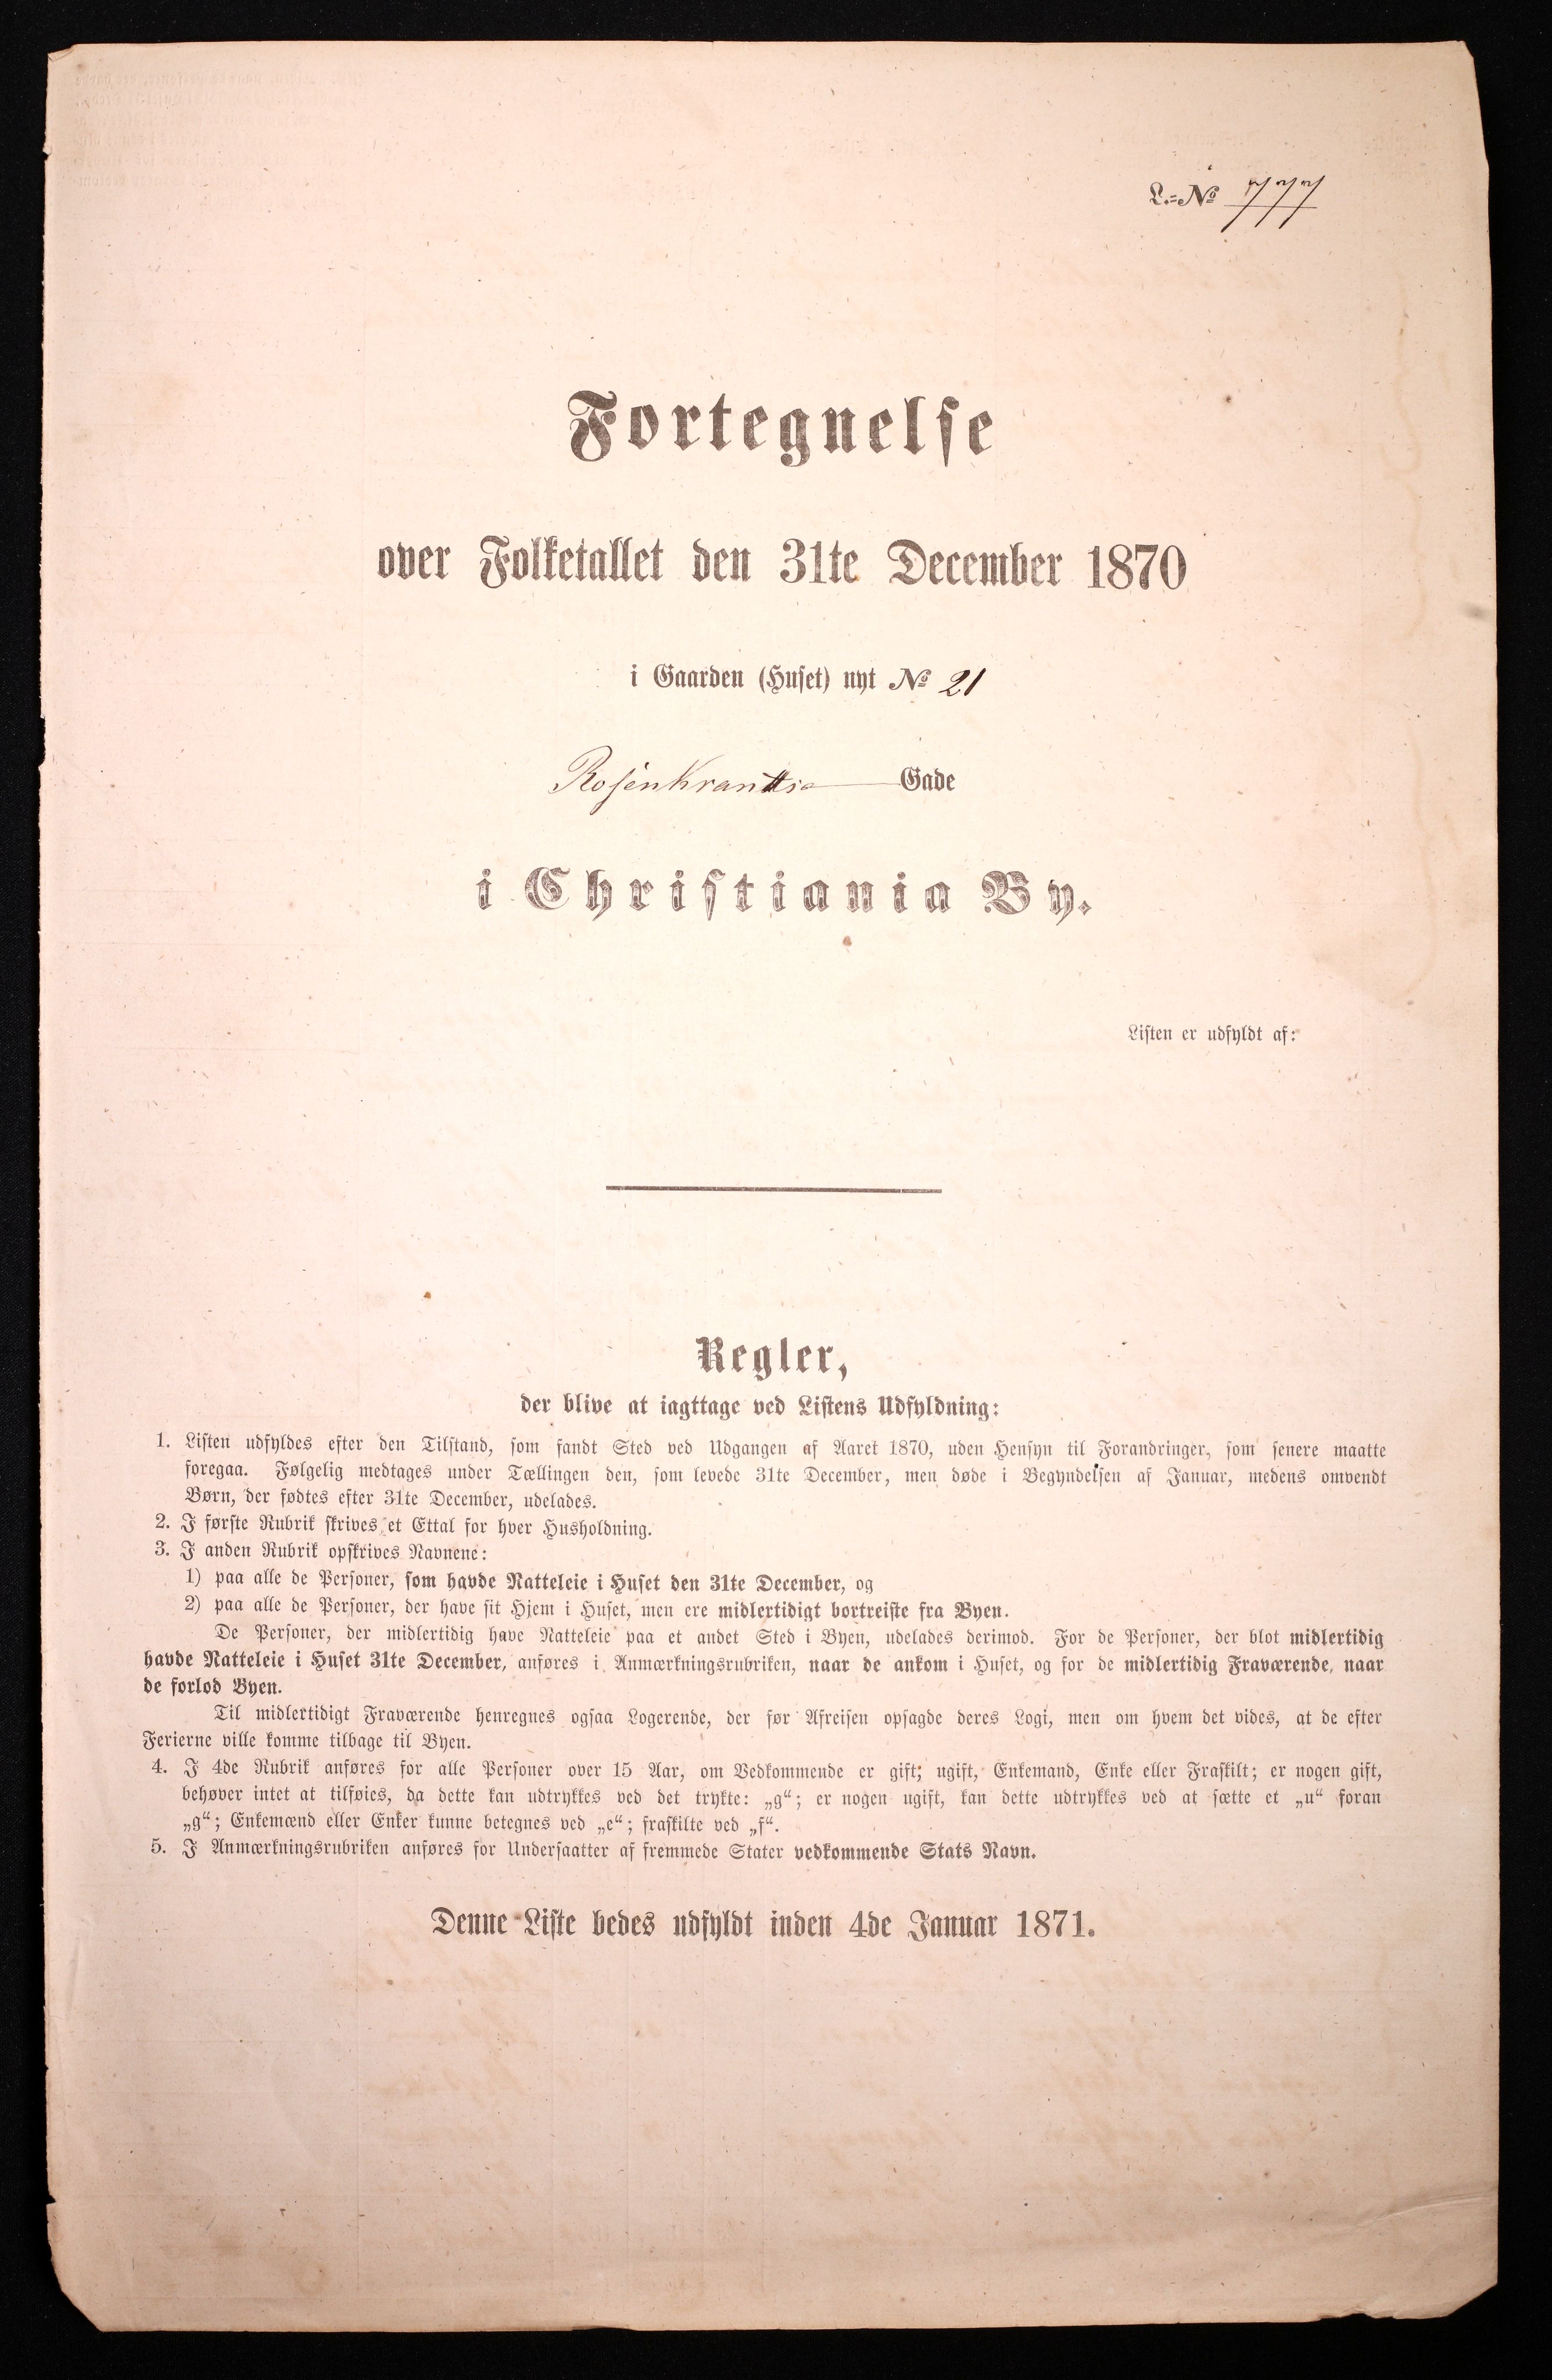 L.=No 777
Fortegnelse
over Folketallet den 31te December 1870
i Gaarden (Huset) nyt No 21
Gade
i Christiania By.
Listen er udfyldt af:
Regler,
der blive at iagttage ved Listens Udfyldning:
1. Listen udfyldes efter den Tilstand, som fandt Sted ved Udgangen af Aaret 1870, uden Hensyn til Forandringer, som senere maatte
foregaa. Følgelig medtages under Tællingen den, som levede 31te December, men døde i Begyndelsen af Januar, medens omvendt
Børn, der fødtes efter 31te December, udelades.
2. I første Rubrik skrives et Ettal for hver Husholdning.
3. I anden Rubrik opskrives Navnene:
1) paa alle de Personer, som havde Natteleie i Huset den 31te December, og
2) paa alle de Personer, der have sit Hjem i Huset, men ere midlertidigt bortreiste fra Byen.
De Personer, der midlertidig have Natteleie paa et andet Sted i Byen, udelades derimod. For de Personer, der blot midlertidig
havde Natteleie i Huset 31te December, anføres i Anmærkningsrubriken, naar de ankom i Huset, og for de midlertidig Fraværende, naar
de forlod Byen.
Til midlertidigt Fraværende henregnes ogsaa Logerende, der før Afreisen opsagde deres Logi, men om hvem det vides, at de efter
Ferierne ville komme tilbage til Byen.
4. I 4de Rubrik anføres for alle Personer over 15 Aar, om Vedkommende er gift, ugift, Enkemand, Enke eller Fraskilt; er nogen gift,
behøver intet at tilføies, da dette kan udtrykkes ved det trykte: „g“; er nogen ugift, kan dette udtrykkes ved at sætte et „u“ foran
„g“; Enkemænd eller Enker kunne betegnes ved „e“; fraskilte ved „f“.
5. I Anmærkningsrubriken anføres for Undersaatter af fremmede Stater vedkommende Stats Navn.
Denne Liste bedes udfyldt inden 4de Januar 1871.